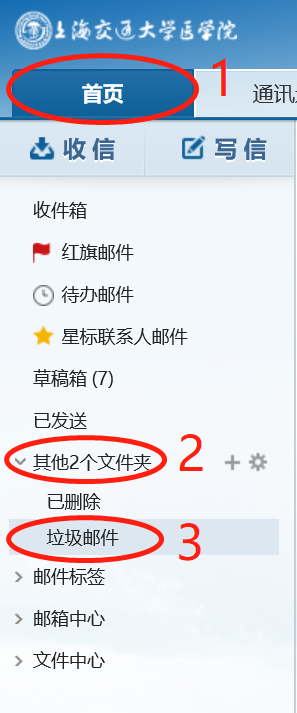 上海交通大学医学院
首页
1
通讯
收信
写信
收件箱
红旗邮件
待办邮件
星标联系人邮件
草稿箱 (7)
已发送
其他2个文件夹
2
已删除
垃圾邮件
3
邮件标签
邮箱中心
文件中心